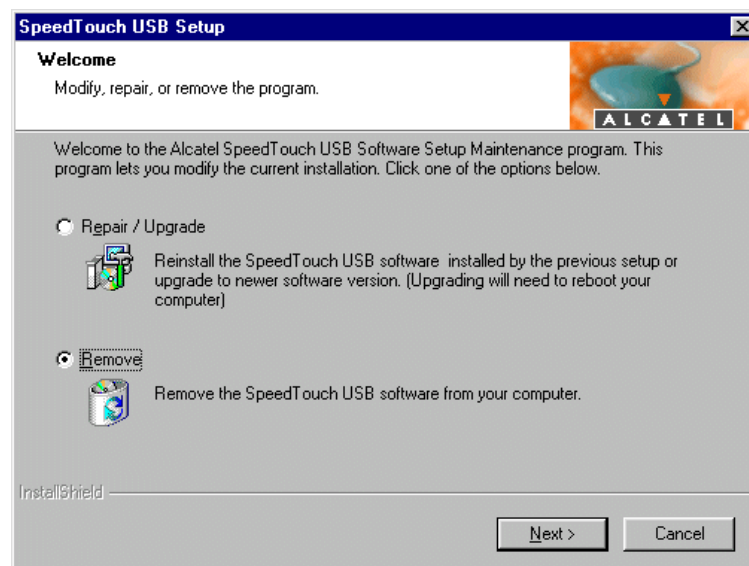 SpeedTouch USB Setup
Welcome
Modify, repair, or remove the program.
ALCATEL
Welcome to the Alcatel SpeedTouch USB Software Setup Maintenance program. This
program lets you modify the current installation. Click one of the options below.
Repair / Upgrade
Reinstall the SpeedTouch USB software installed by the previous setup or
upgrade to newer software version. (Upgrading will need to reboot your
computer)
Remove
Remove the SpeedTouch USB software from your computer.
InstallShield
Next >
Cancel